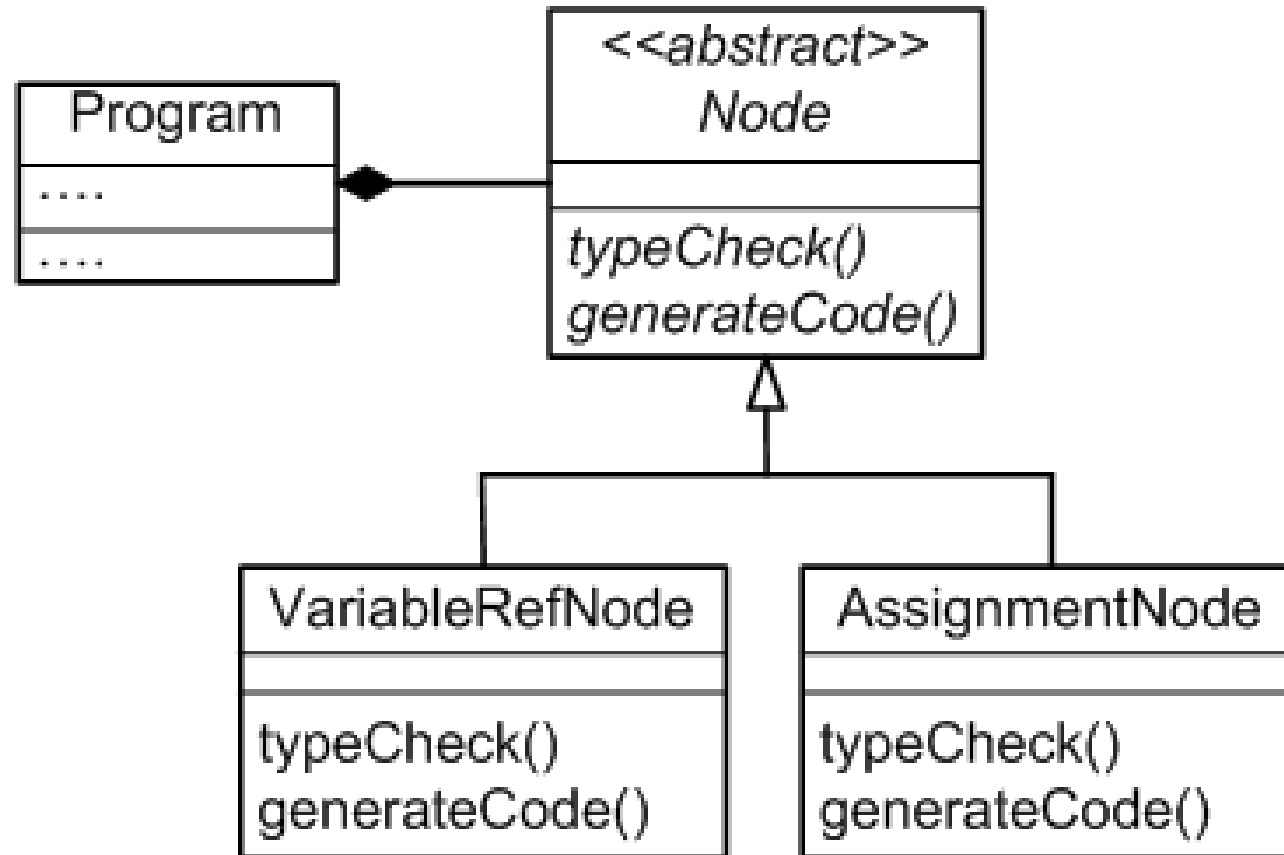 <<abstract>>
Node
Program
....
....
typeCheck()
generateCode()
VariableRefNode
typeCheck()
generateCode()
AssignmentNode
typeCheck()
generateCode()